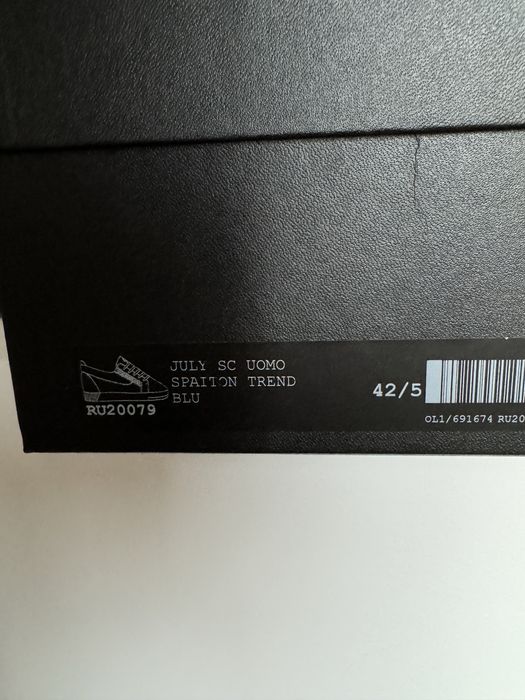 JULY SC UOMO
SPAITON TREND
BLU
RU20079
42/5
OL1/691674 RU20